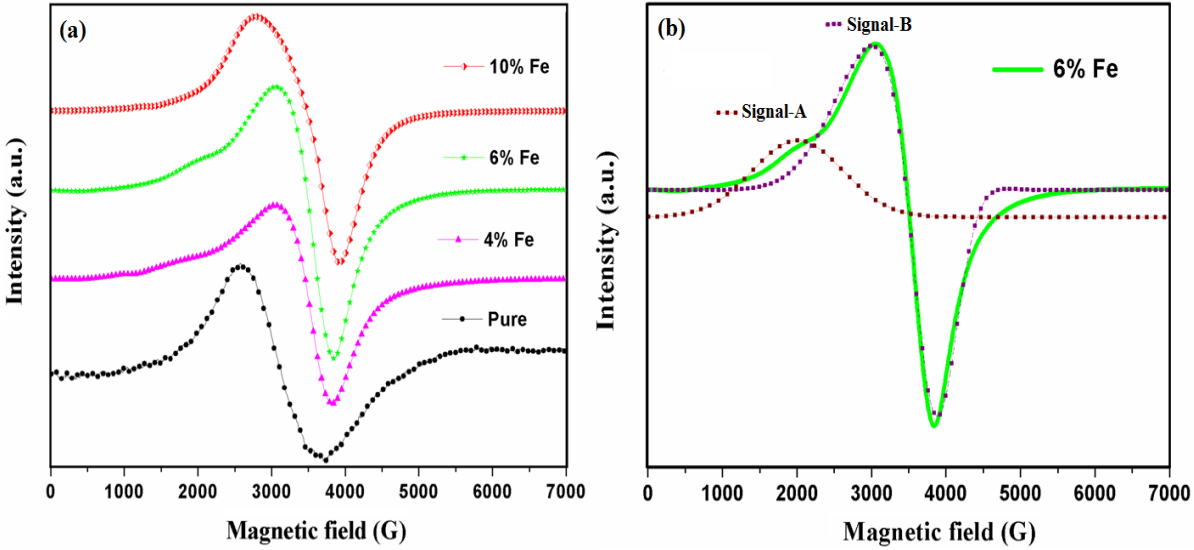 (a)
10% Fe
6% Fe
4% Fe
Pure
Intensity (a.u.)
0 1000 2000 3000 4000 5000 6000 7000
Magnetic field (G)
(b)
Signal-B
6% Fe
Signal-A
Intensity (a.u.)
0 1000 2000 3000 4000 5000 6000 7000
Magnetic field (G)